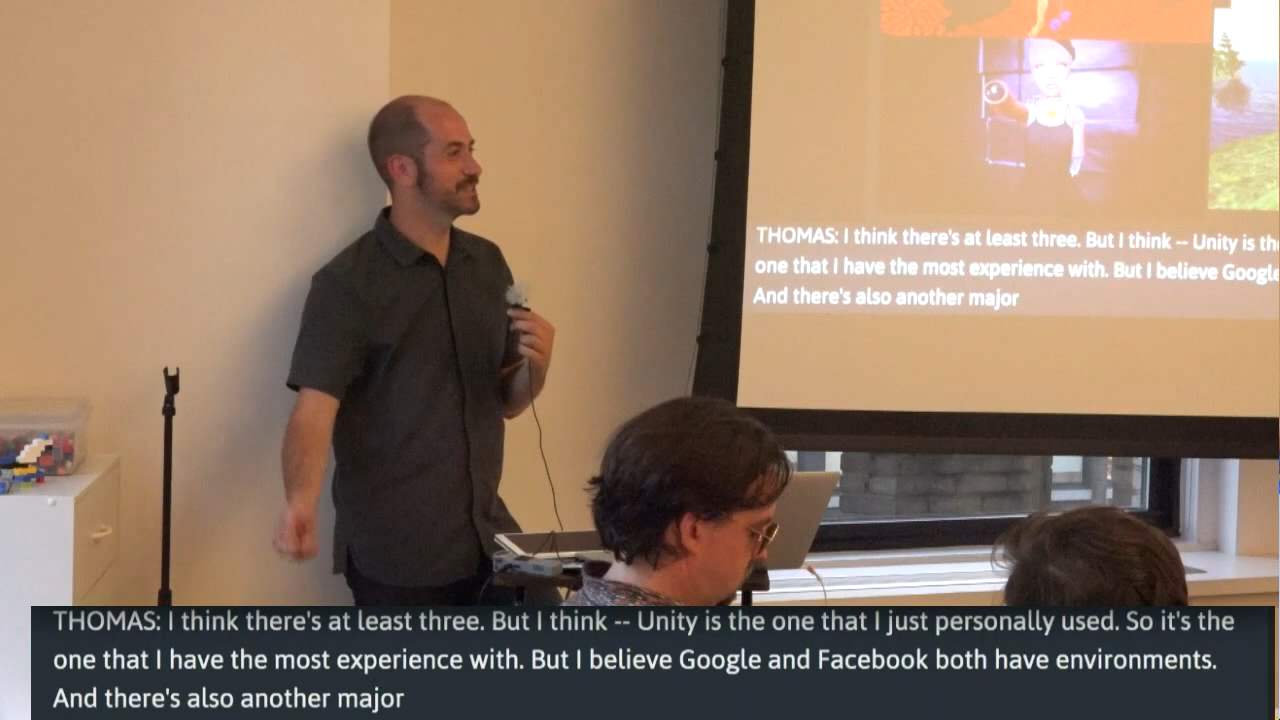 THOMAS: I think there's at least three. But I think -- Unity is the
one that I have the most experience with. But I believe Google
And there's also another major
THOMAS: I think there's at least three. But I think -- Unity is the one that I just personally used. So it's the
one that I have the most experience with. But I believe Google and Facebook both have environments.
And there's also another major